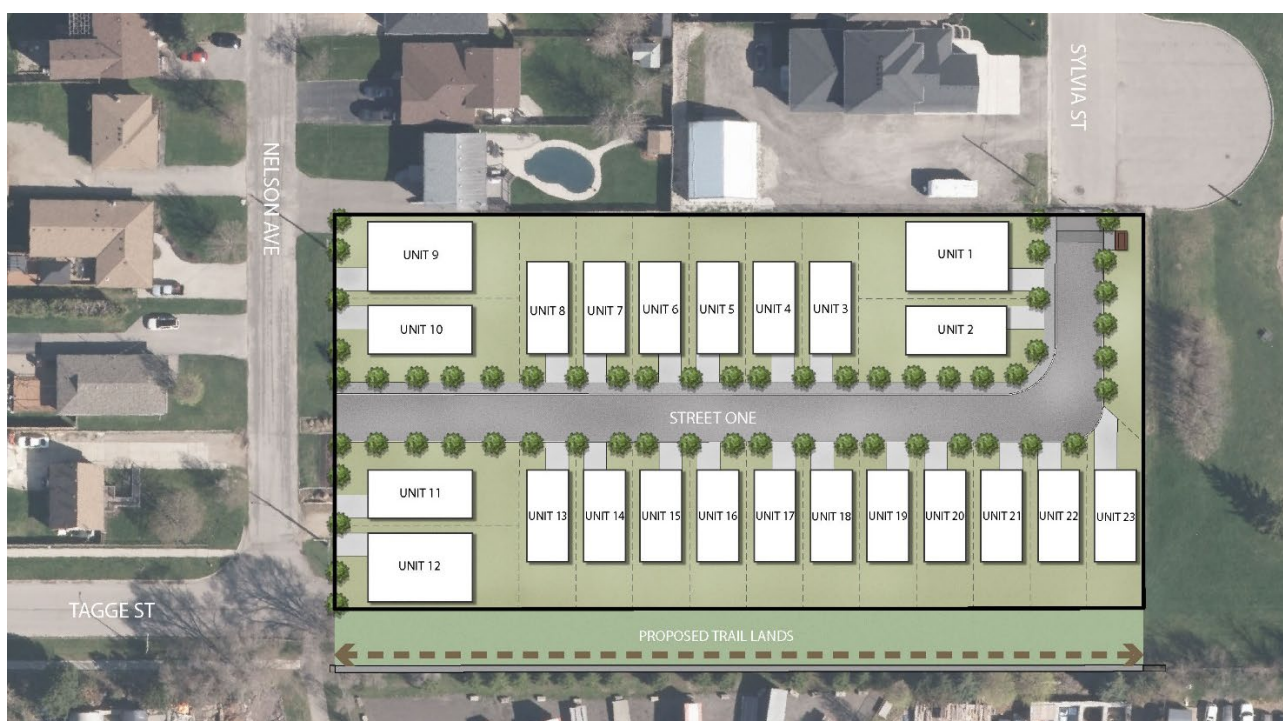 NELSON AVE
SYLVIA ST
UNIT 9
UNIT 1
UNIT 10
UNIT 8
UNIT 7
UNIT 6
UNIT 5
UNIT 4
UNIT 3
UNIT 2
STREET ONE
UNIT 11
UNIT 12
UNIT 13
UNIT 14
UNIT 15
UNIT 16
UNIT 17
UNIT 18
UNIT 19
UNIT 20
UNIT 21
UNIT 22
UNIT 23
TAGGE ST
PROPOSED TRAIL LANDS